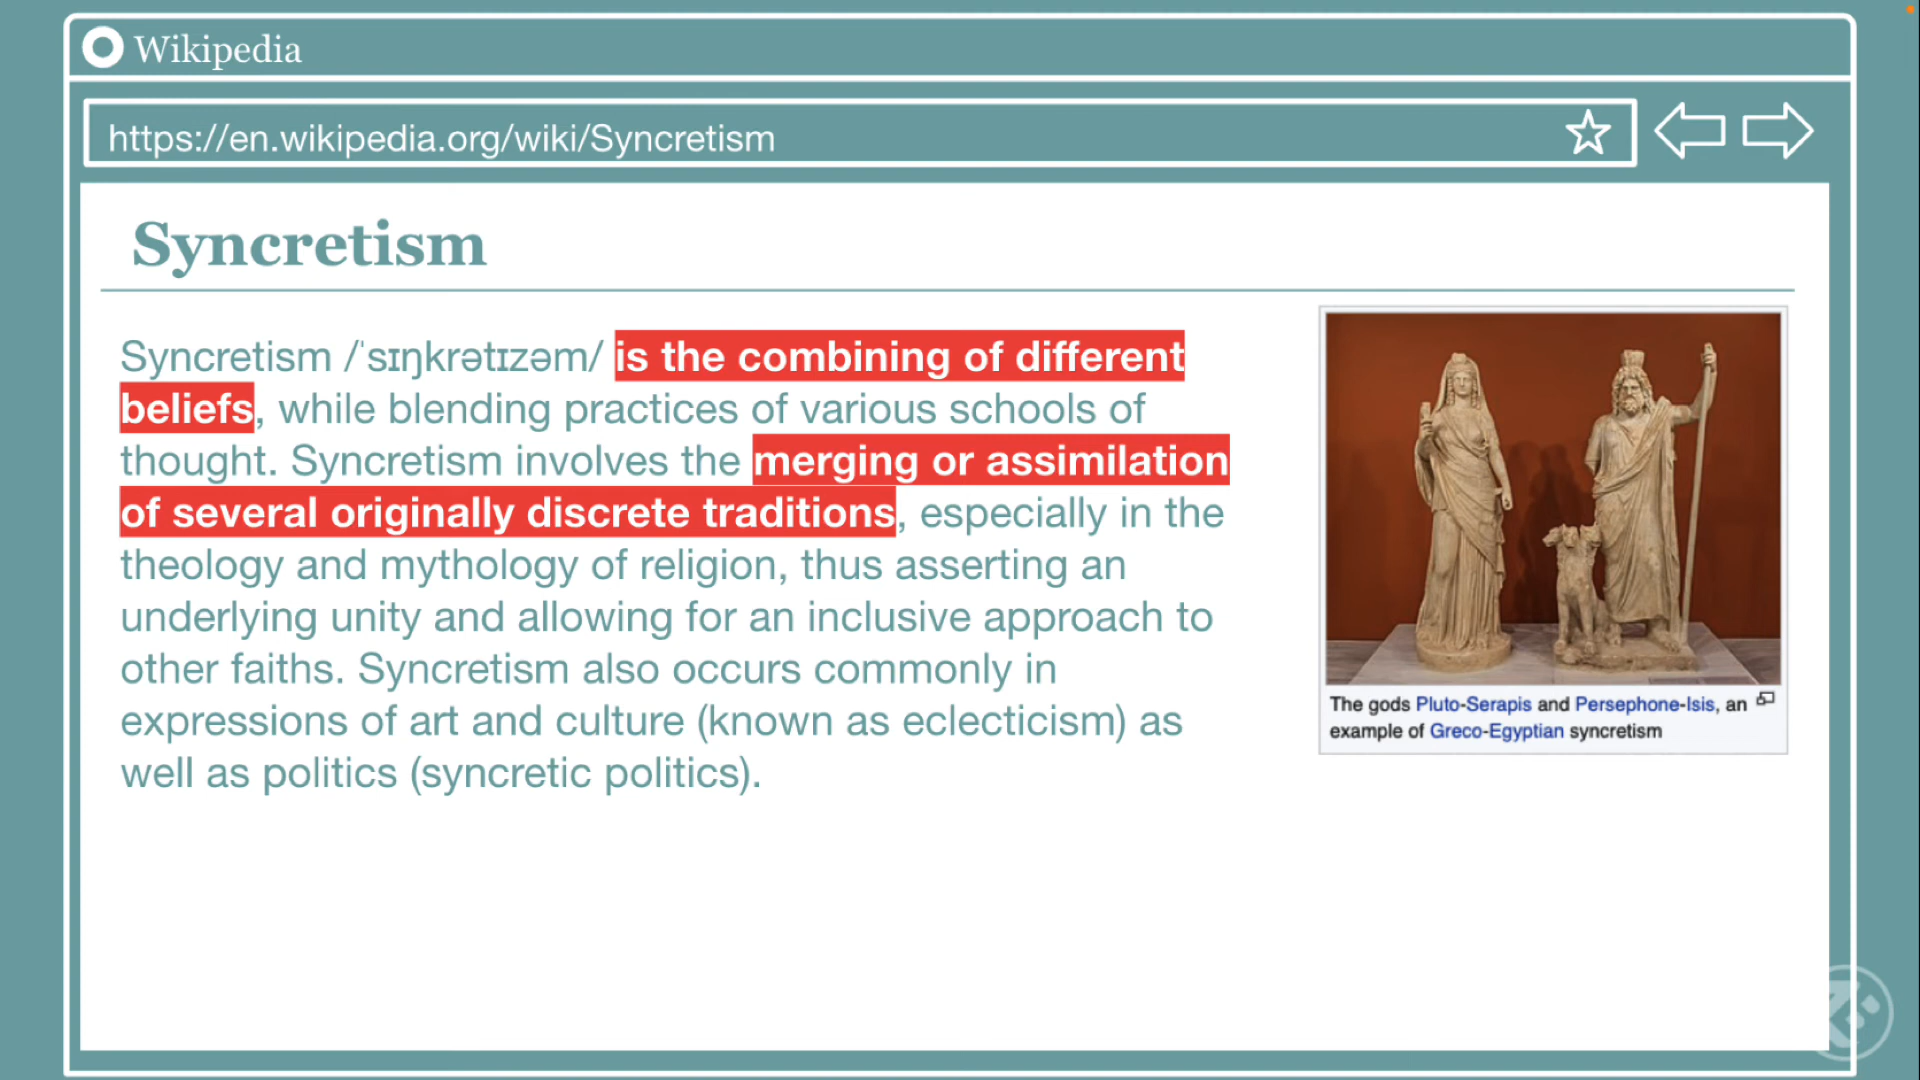 Wikipedia
https://en.wikipedia.org/wiki/Syncretism
Syncretism
Syncretism /ˈsɪŋkrətɪzəm/ is the combining of different
beliefs, while blending practices of various schools of
thought. Syncretism involves the merging or assimilation
of several originally discrete traditions, especially in the
theology and mythology of religion, thus asserting an
underlying unity and allowing for an inclusive approach to
other faiths. Syncretism also occurs commonly in
expressions of art and culture (known as eclecticism) as
well as politics (syncretic politics).
The gods Pluto-Serapis and Persephone-Isis, an
example of Greco-Egyptian syncretism